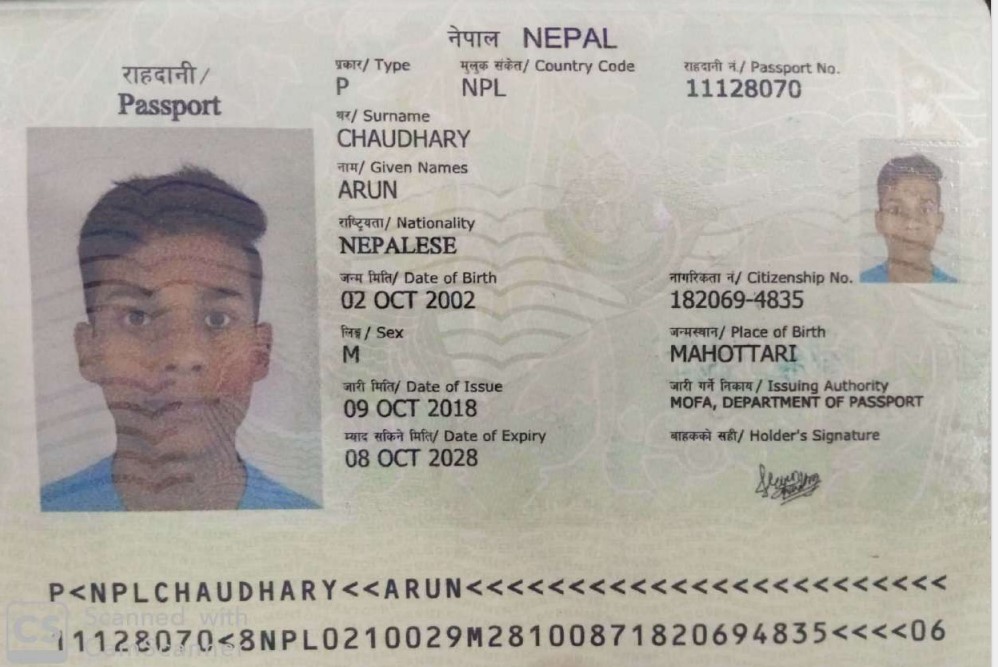 नेपाल NEPAL
राहदानी/
Passport
प्रकार/ Type
P
मुलुक संकेत/ Country Code
NPL
राहदानी नं./ Passport No.
11128070
थर/ Surname
CHAUDHARY
नाम/ Given Names
ARUN
राष्ट्रियता/ Nationality
NEPALESE
जन्म मिति/ Date of Birth
02 OCT 2002
नागरिकता नं/ Citizenship No.
182069-4835
लिङ्ग/ Sex
M
जन्मस्थान/ Place of Birth
MAHOTTARI
जारी मिति/ Date of Issue
09 OCT 2018
जारी गर्ने निकाय/ Issuing Authority
MOFA, DEPARTMENT OF PASSPORT
म्याद सकिने मिति/ Date of Expiry
08 OCT 2028
बाहकको सही/ Holder's Signature
P<NPLCHAUDHARY<<ARUN<<<<<<<<<<<<<<<<<<<<<<<<
11128070<8NPL0210029M28100871820694835<<<<06
CS Scanned with
CamScanner